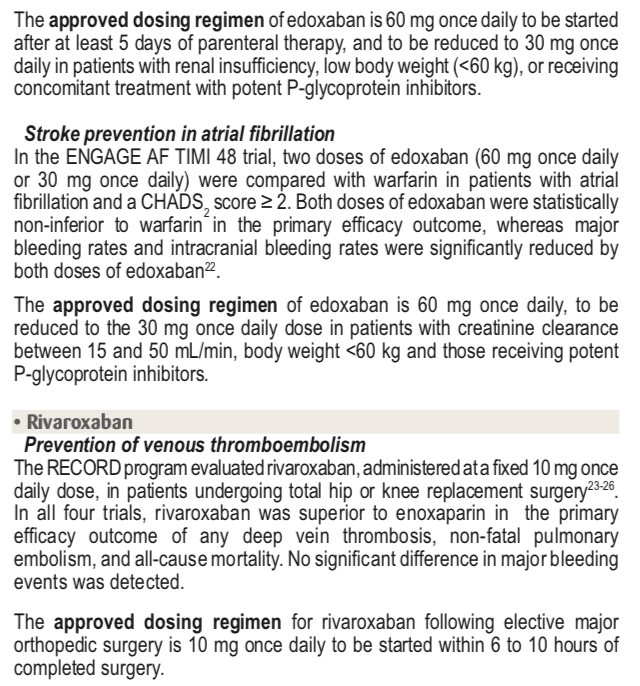 The approved dosing regimen of edoxaban is 60 mg once daily to be started
after at least 5 days of parenteral therapy, and to be reduced to 30 mg once
daily in patients with renal insufficiency, low body weight (<60 kg), or receiving
concomitant treatment with potent P-glycoprotein inhibitors.
Stroke prevention in atrial fibrillation
In the ENGAGE AF TIMI 48 trial, two doses of edoxaban (60 mg once daily
or 30 mg once daily) were compared with warfarin in patients with atrial
fibrillation and a CHADS2 score ≥ 2. Both doses of edoxaban were statistically
non-inferior to warfarin in the primary efficacy outcome, whereas major
bleeding rates and intracranial bleeding rates were significantly reduced by
both doses of edoxaban22.
The approved dosing regimen of edoxaban is 60 mg once daily, to be
reduced to the 30 mg once daily dose in patients with creatinine clearance
between 15 and 50 mL/min, body weight <60 kg and those receiving potent
P-glycoprotein inhibitors.
• Rivaroxaban
Prevention of venous thromboembolism
The RECORD program evaluated rivaroxaban, administered at a fixed 10 mg once
daily dose, in patients undergoing total hip or knee replacement surgery23-26.
In all four trials, rivaroxaban was superior to enoxaparin in the primary
efficacy outcome of any deep vein thrombosis, non-fatal pulmonary
embolism, and all-cause mortality. No significant difference in major bleeding
events was detected.
The approved dosing regimen for rivaroxaban following elective major
orthopedic surgery is 10 mg once daily to be started within 6 to 10 hours of
completed surgery.